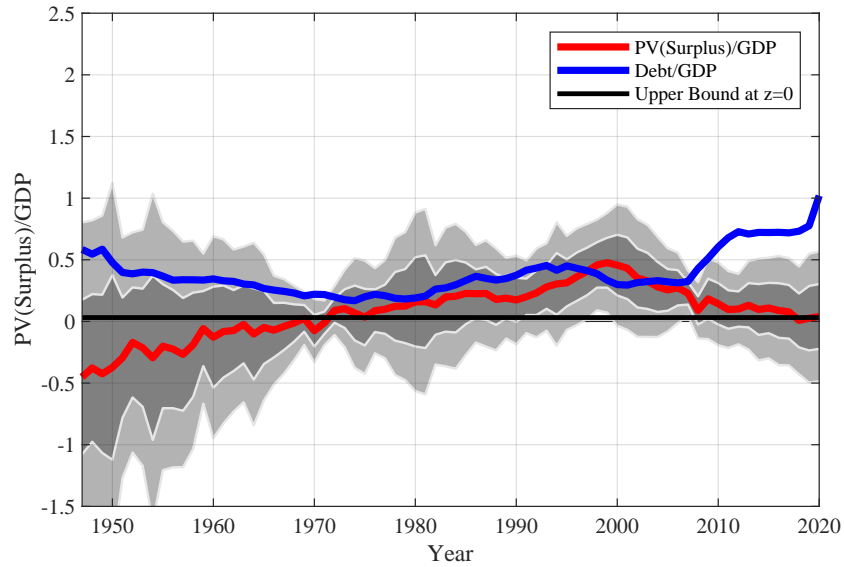 2.5
2
1.5
1
0.5
0
-0.5
-1
-1.5
PV(Surplus)/GDP
PV(Surplus)/GDP
Debt/GDP
Upper Bound at z=0
1950 1960 1970 1980 1990 2000 2010 2020
Year